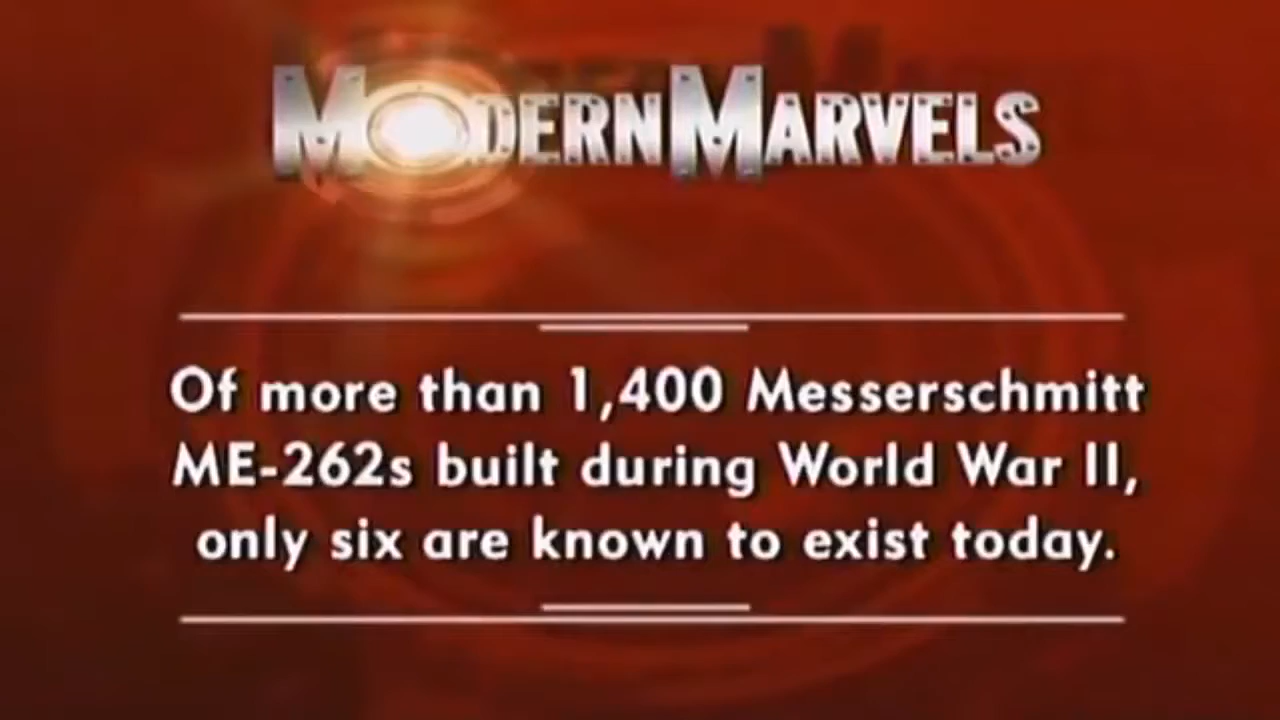 MODERN MARVELS
Of more than 1,400 Messerschmitt
ME-262s built during World War II,
only six are known to exist today.